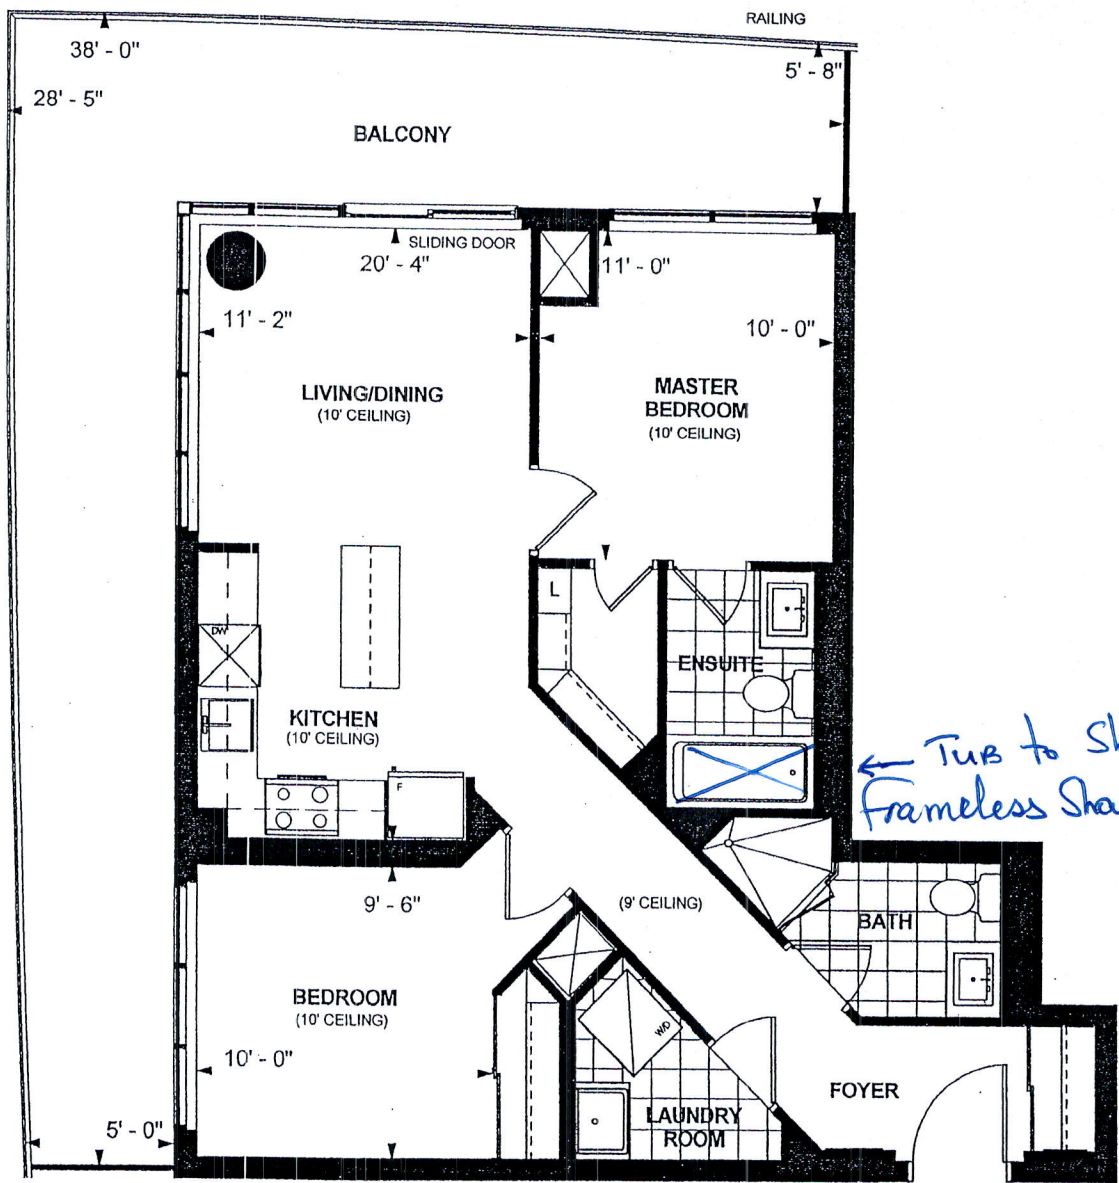 RAILING
38' - 0"
5' - 8"
28' - 5"
BALCONY
SLIDING DOOR
20' - 4"
11' - 0"
11' - 2"
10' - 0"
LIVING/DINING
(10' CEILING)
MASTER
BEDROOM
(10' CEILING)
L
DW
ENSUITE
KITCHEN
(10' CEILING)
F
← TUB to
Frameless
9' - 6"
(9' CEILING)
BATH
BEDROOM
(10' CEILING)
W/D
10' - 0"
FOYER
LAUNDRY
ROOM
5' - 0"